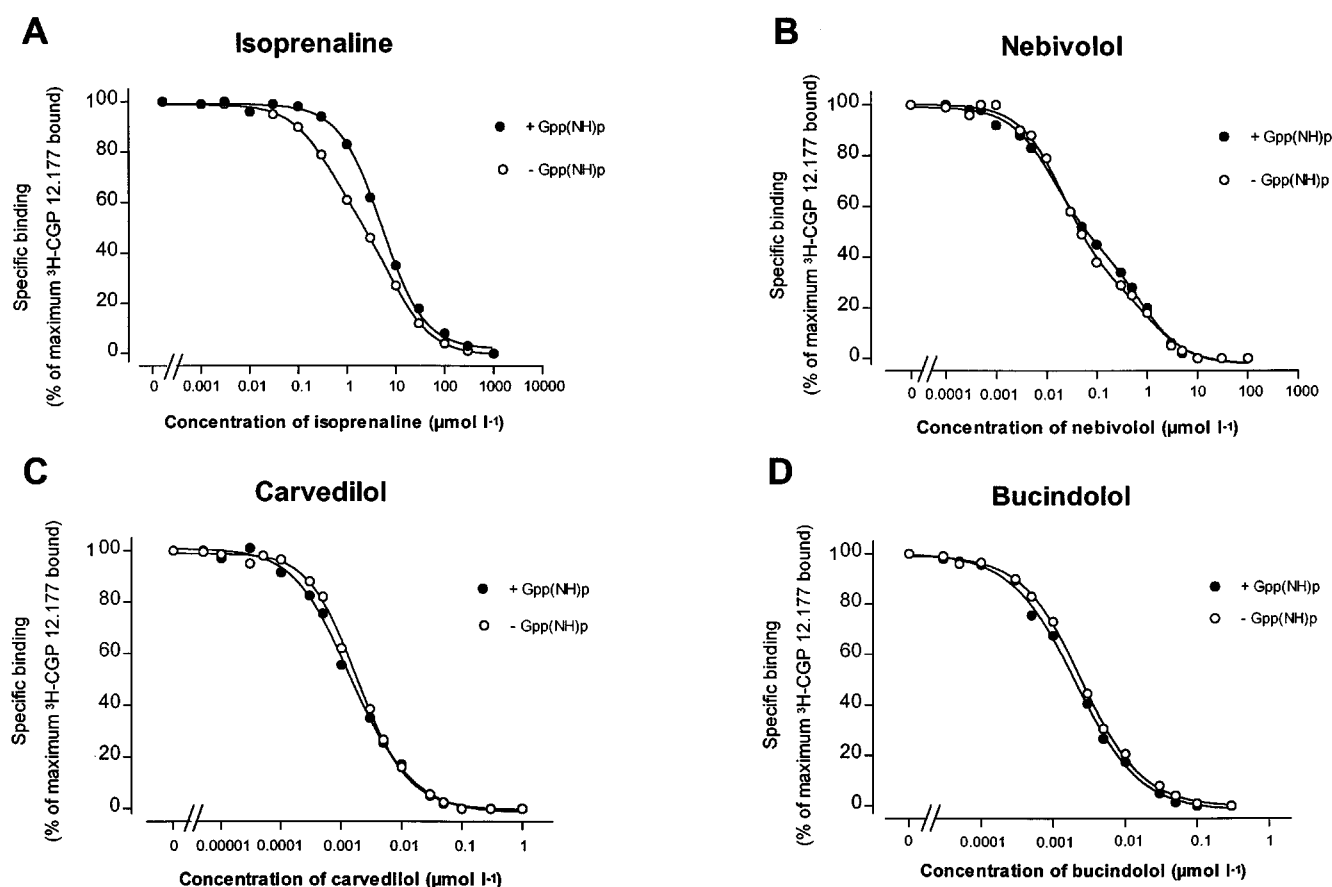 A
Isoprenaline
Specific binding
(% of maximum ³H-CGP 12.177 bound)
100
80
60
40
20
0
+ Gpp(NH)p
- Gpp(NH)p
0 0.001 0.01 0.1 1 10 100 1000 10000
Concentration of isoprenaline (µmol l-¹)
B
Nebivolol
Specific binding
(% of maximum ³H-CGP 12.177 bound)
100
80
60
40
20
0
+ Gpp(NH)p
- Gpp(NH)p
0 0.0001 0.001 0.01 0.1 1 10 100 1000
Concentration of nebivolol (µmol l-¹)
C
Carvedilol
Specific binding
(% of maximum ³H-CGP 12.177 bound)
100
80
60
40
20
0
+ Gpp(NH)p
- Gpp(NH)p
0 0.00001 0.0001 0.001 0.01 0.1 1
Concentration of carvedilol (µmol l-¹)
D
Bucindolol
Specific binding
(% of maximum ³H-CGP 12.177 bound)
100
80
60
40
20
0
+ Gpp(NH)p
- Gpp(NH)p
0 0.0001 0.001 0.01 0.1 1
Concentration of bucindolol (µmol l-¹)